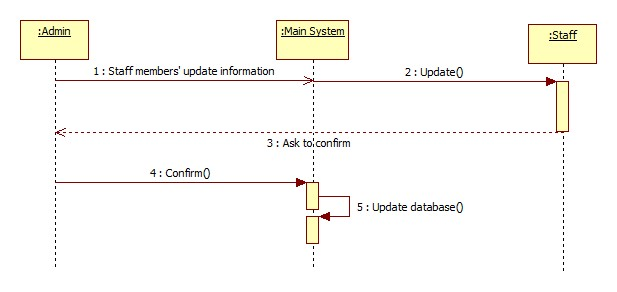 :Admin
:Main System
:Staff
1 : Staff members' update information
2 : Update()
3 : Ask to confirm
4 : Confirm()
5 : Update database()